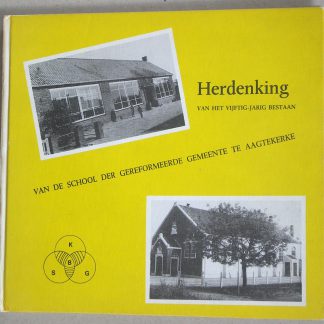 Herdenking
VAN HET VIJFTIG-JARIG BESTAAN
VAN DE SCHOOL DER GEREFORMEERDE GEMEENTE TE AAGTEKERKE
K
B
S G